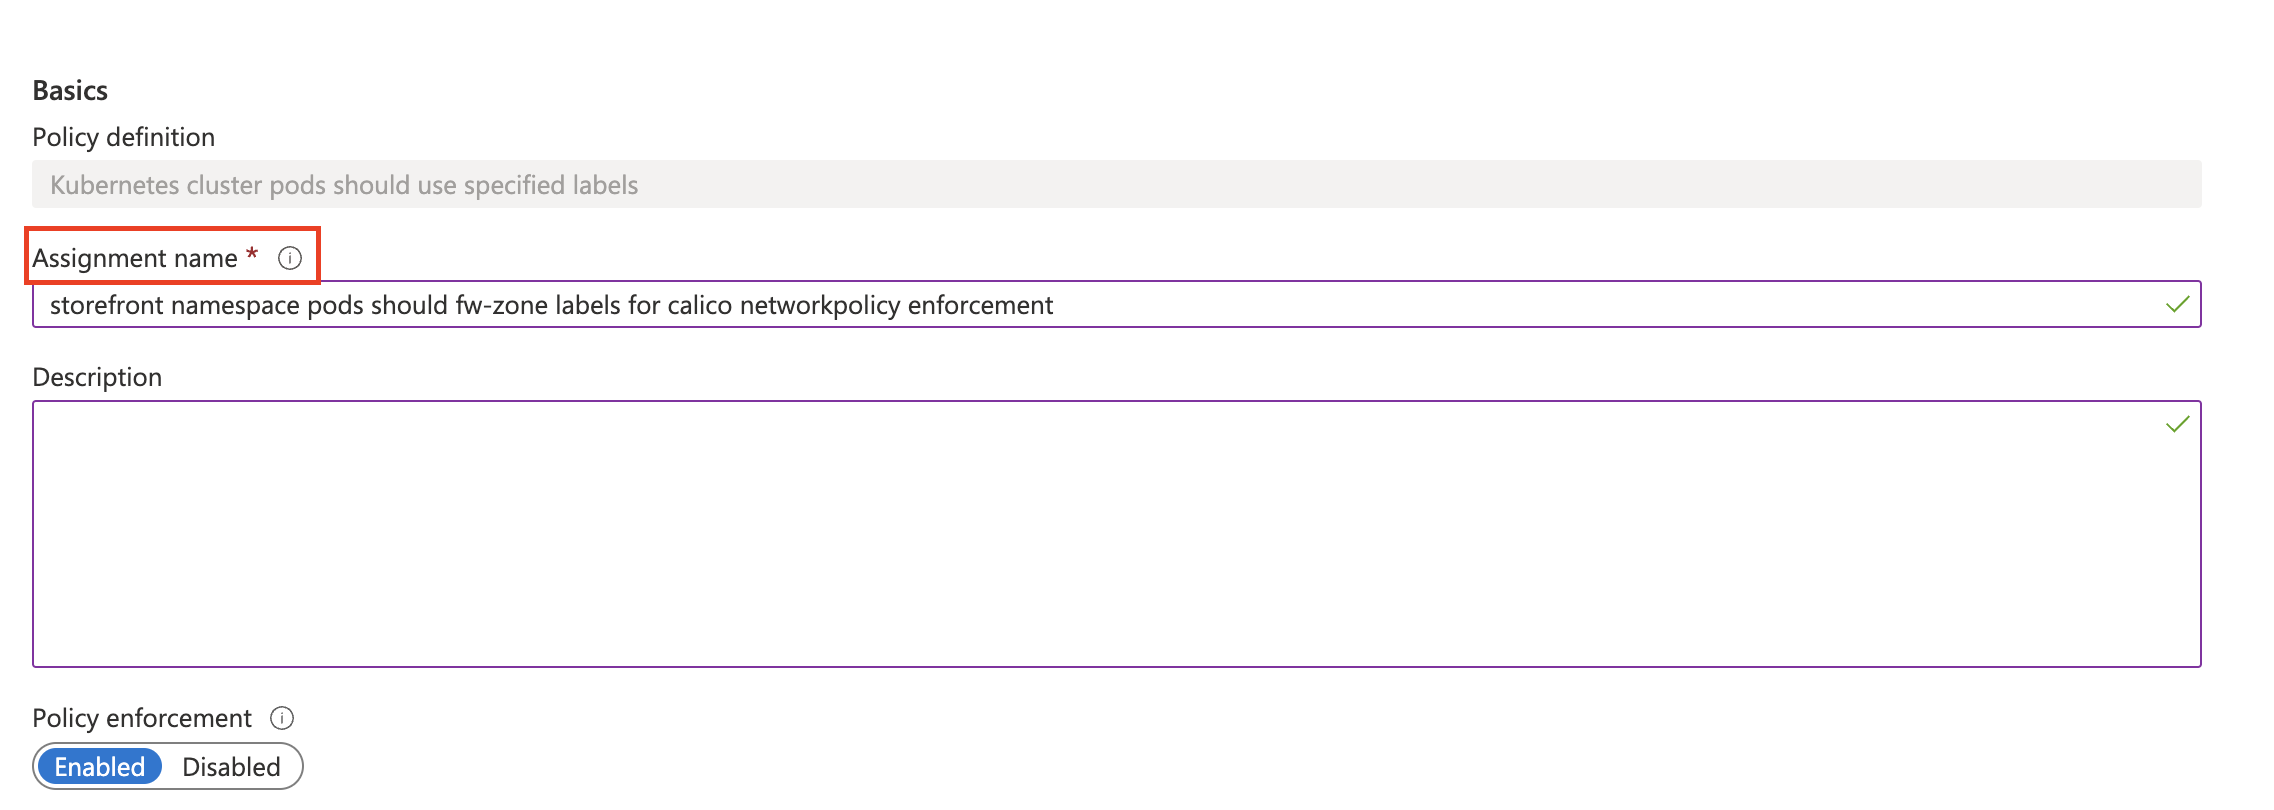 Basics
Policy definition
Kubernetes cluster pods should use specified labels
Assignment name *
storefront namespace pods should fw-zone labels for calico networkpolicy enforcement
Description
Policy enforcement
Enabled Disabled